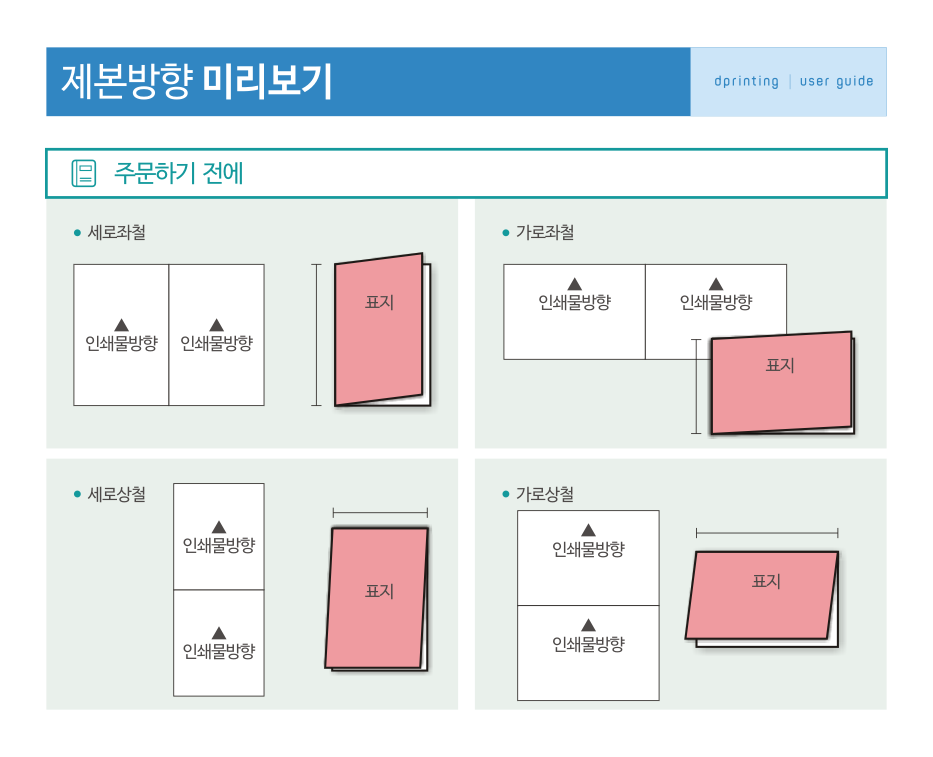 제본방향 미리보기
dprinting | user guide
주문하기 전에
• 세로좌철
인쇄물방향 인쇄물방향
표지
• 가로좌철
인쇄물방향 인쇄물방향
표지
• 세로상철
인쇄물방향
인쇄물방향
표지
• 가로상철
인쇄물방향
인쇄물방향
표지